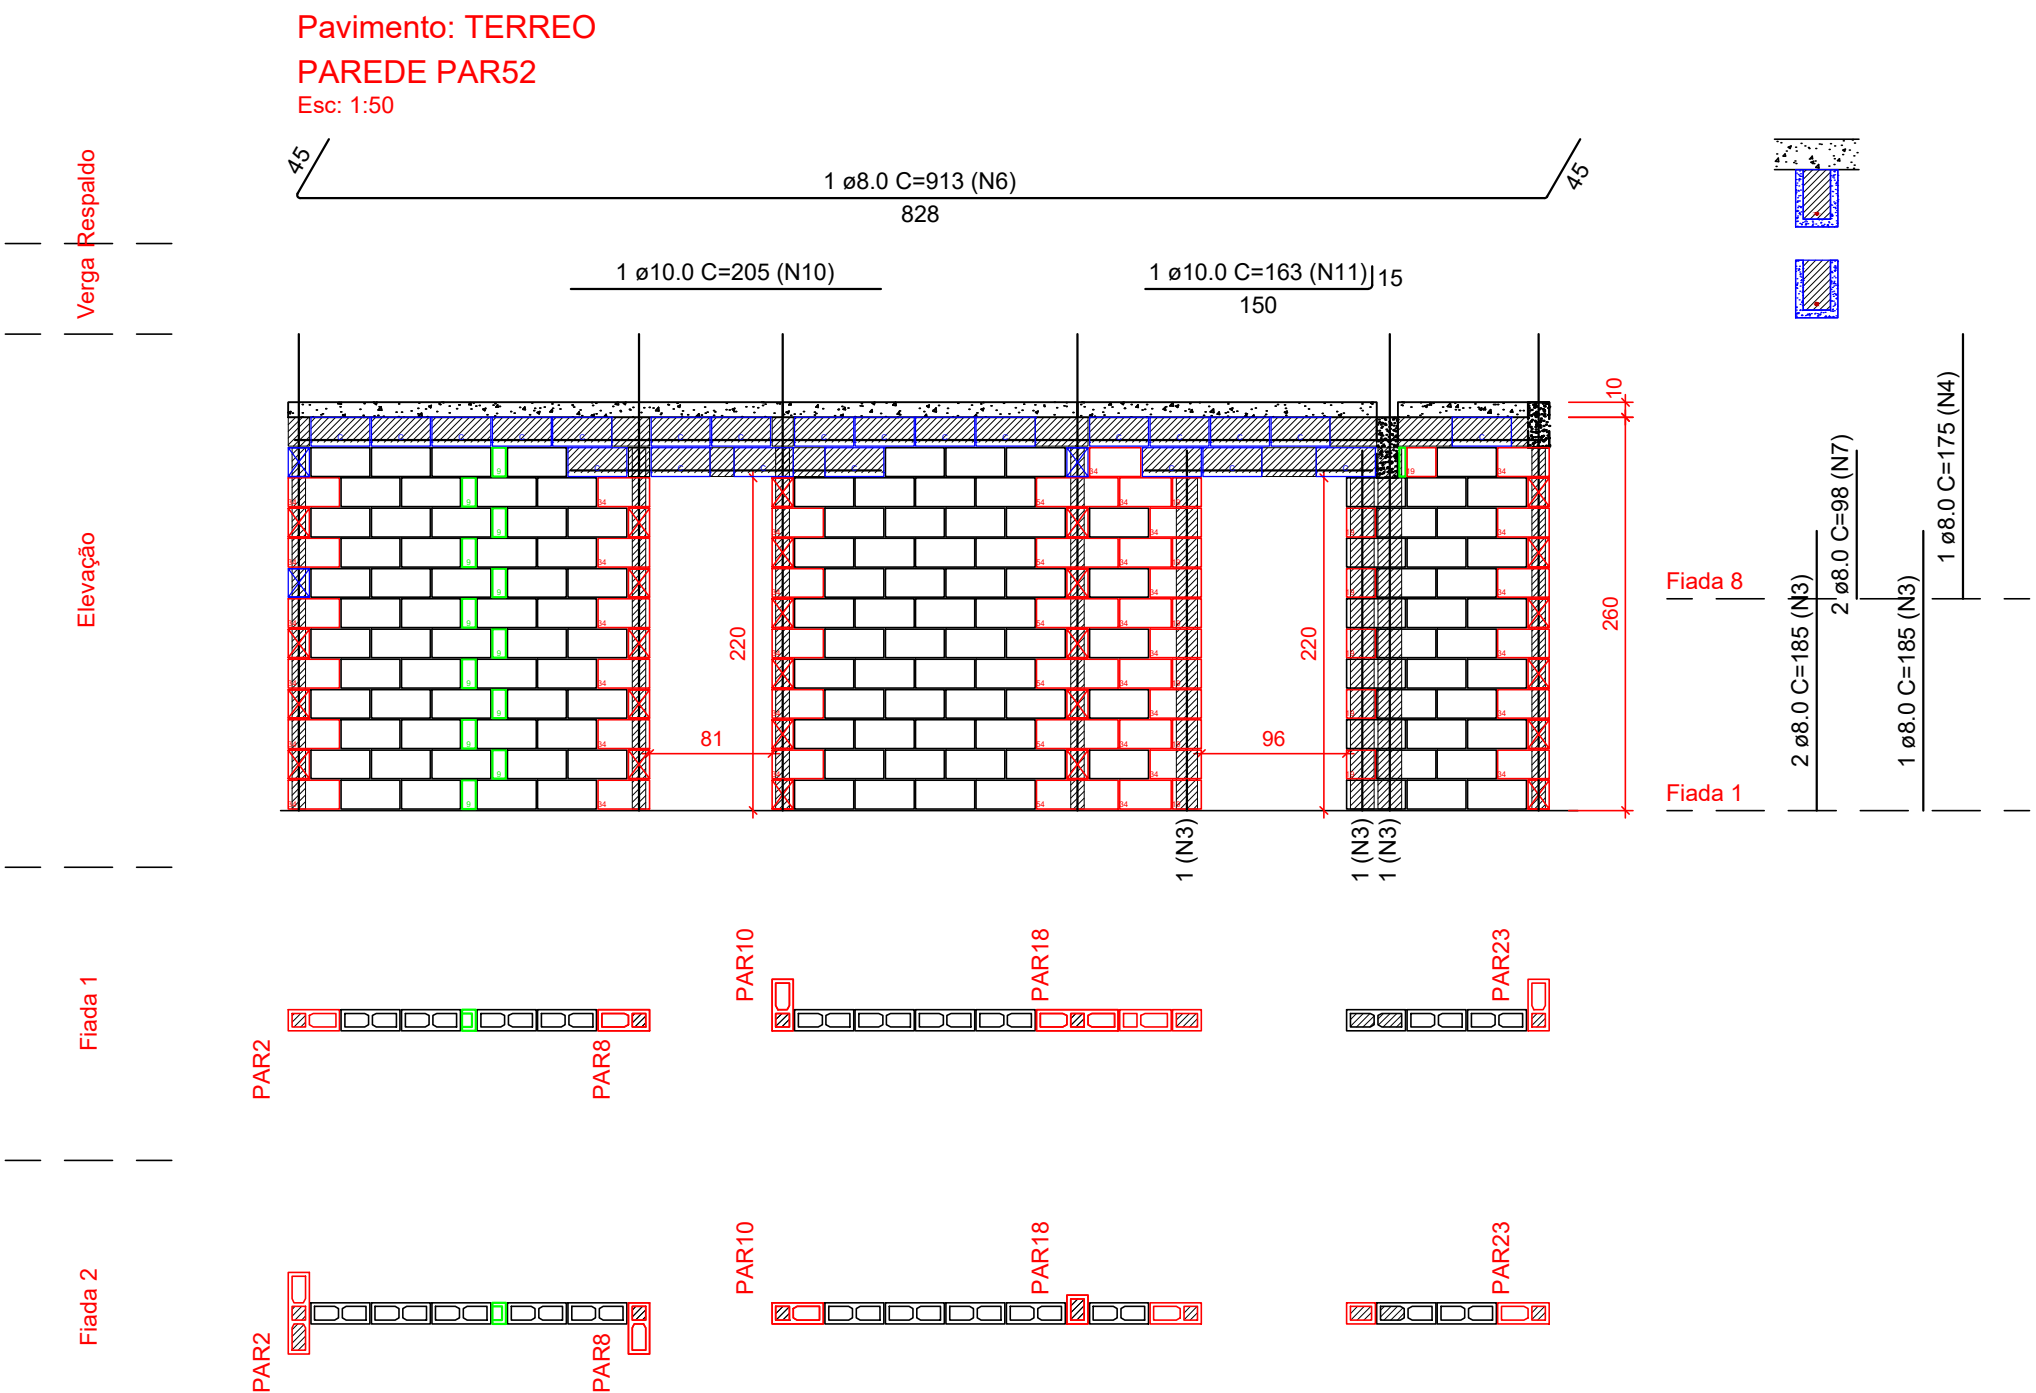 Pavimento: TERREO
PAREDE PAR52
Esc: 1:50
Respaldo
45
1 ø8.0 C=913 (N6)
828
45
Verga
1 ø10.0 C=205 (N10)
1 ø10.0 C=163 (N11)
15
150
Elevação
10
260
220
220
81
96
34
9
54
19
1 (N3)
1 (N3)
1 (N3)
Fiada 8
Fiada 1
2 ø8.0 C=185 (N3)
2 ø8.0 C=98 (N7)
1 ø8.0 C=185 (N3)
1 ø8.0 C=175 (N4)
Fiada 1
PAR2
PAR8
PAR10
PAR18
PAR23
Fiada 2
PAR2
PAR8
PAR10
PAR18
PAR23